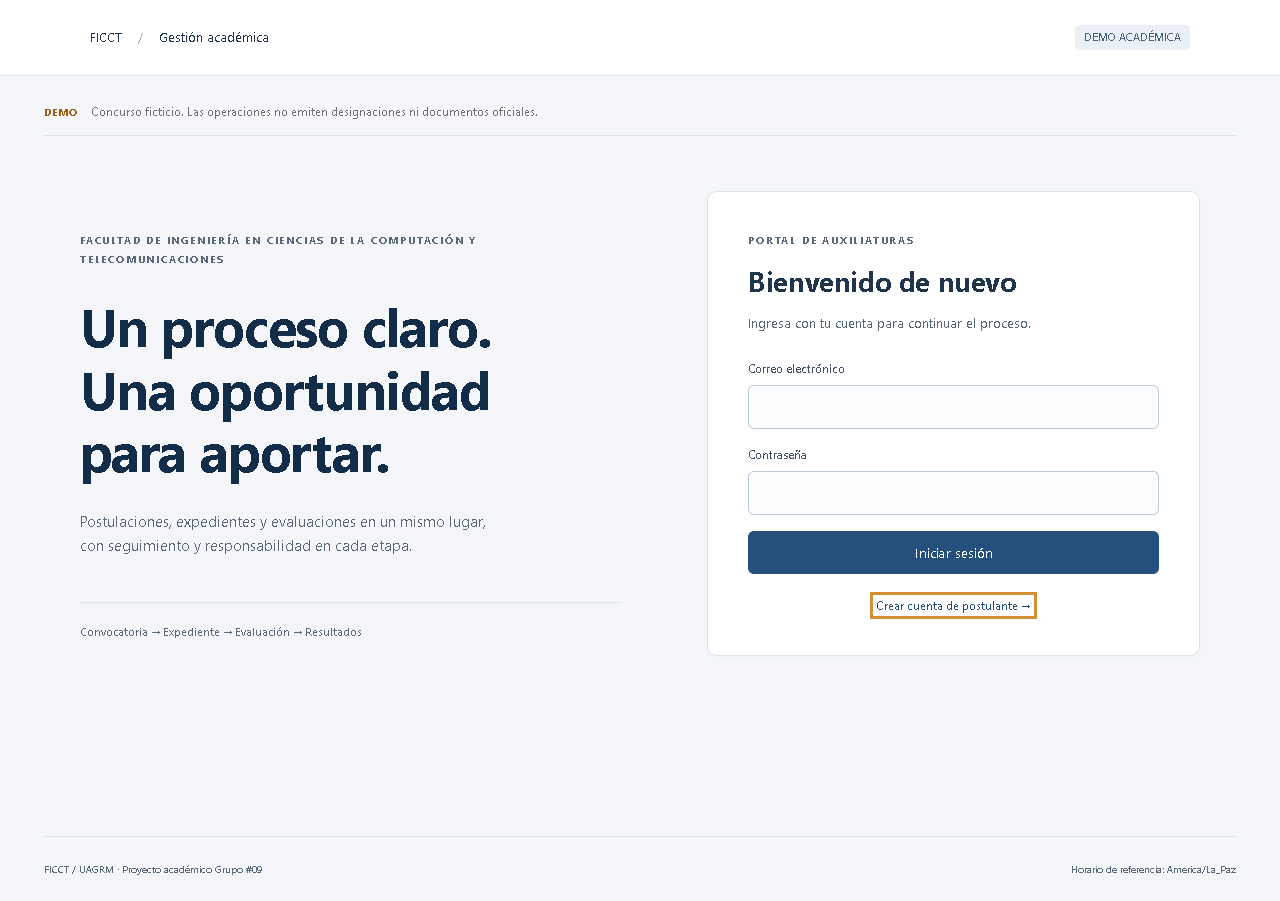 FICCT / Gestión académica
DEMO ACADÉMICA
DEMO Concurso ficticio. Las operaciones no emiten designaciones ni documentos oficiales.
FACULTAD DE INGENIERÍA EN CIENCIAS DE LA COMPUTACIÓN Y
TELECOMUNICACIONES
Un proceso claro.
Una oportunidad
para aportar.
Postulaciones, expedientes y evaluaciones en un mismo lugar,
con seguimiento y responsabilidad en cada etapa.
Convocatoria → Expediente → Evaluación → Resultados
PORTAL DE AUXILIATURAS
Bienvenido de nuevo
Ingresa con tu cuenta para continuar el proceso.
Correo electrónico
Contraseña
Iniciar sesión
Crear cuenta de postulante →
FICCT / UAGRM · Proyecto académico Grupo #09
Horario de referencia: America/La_Paz